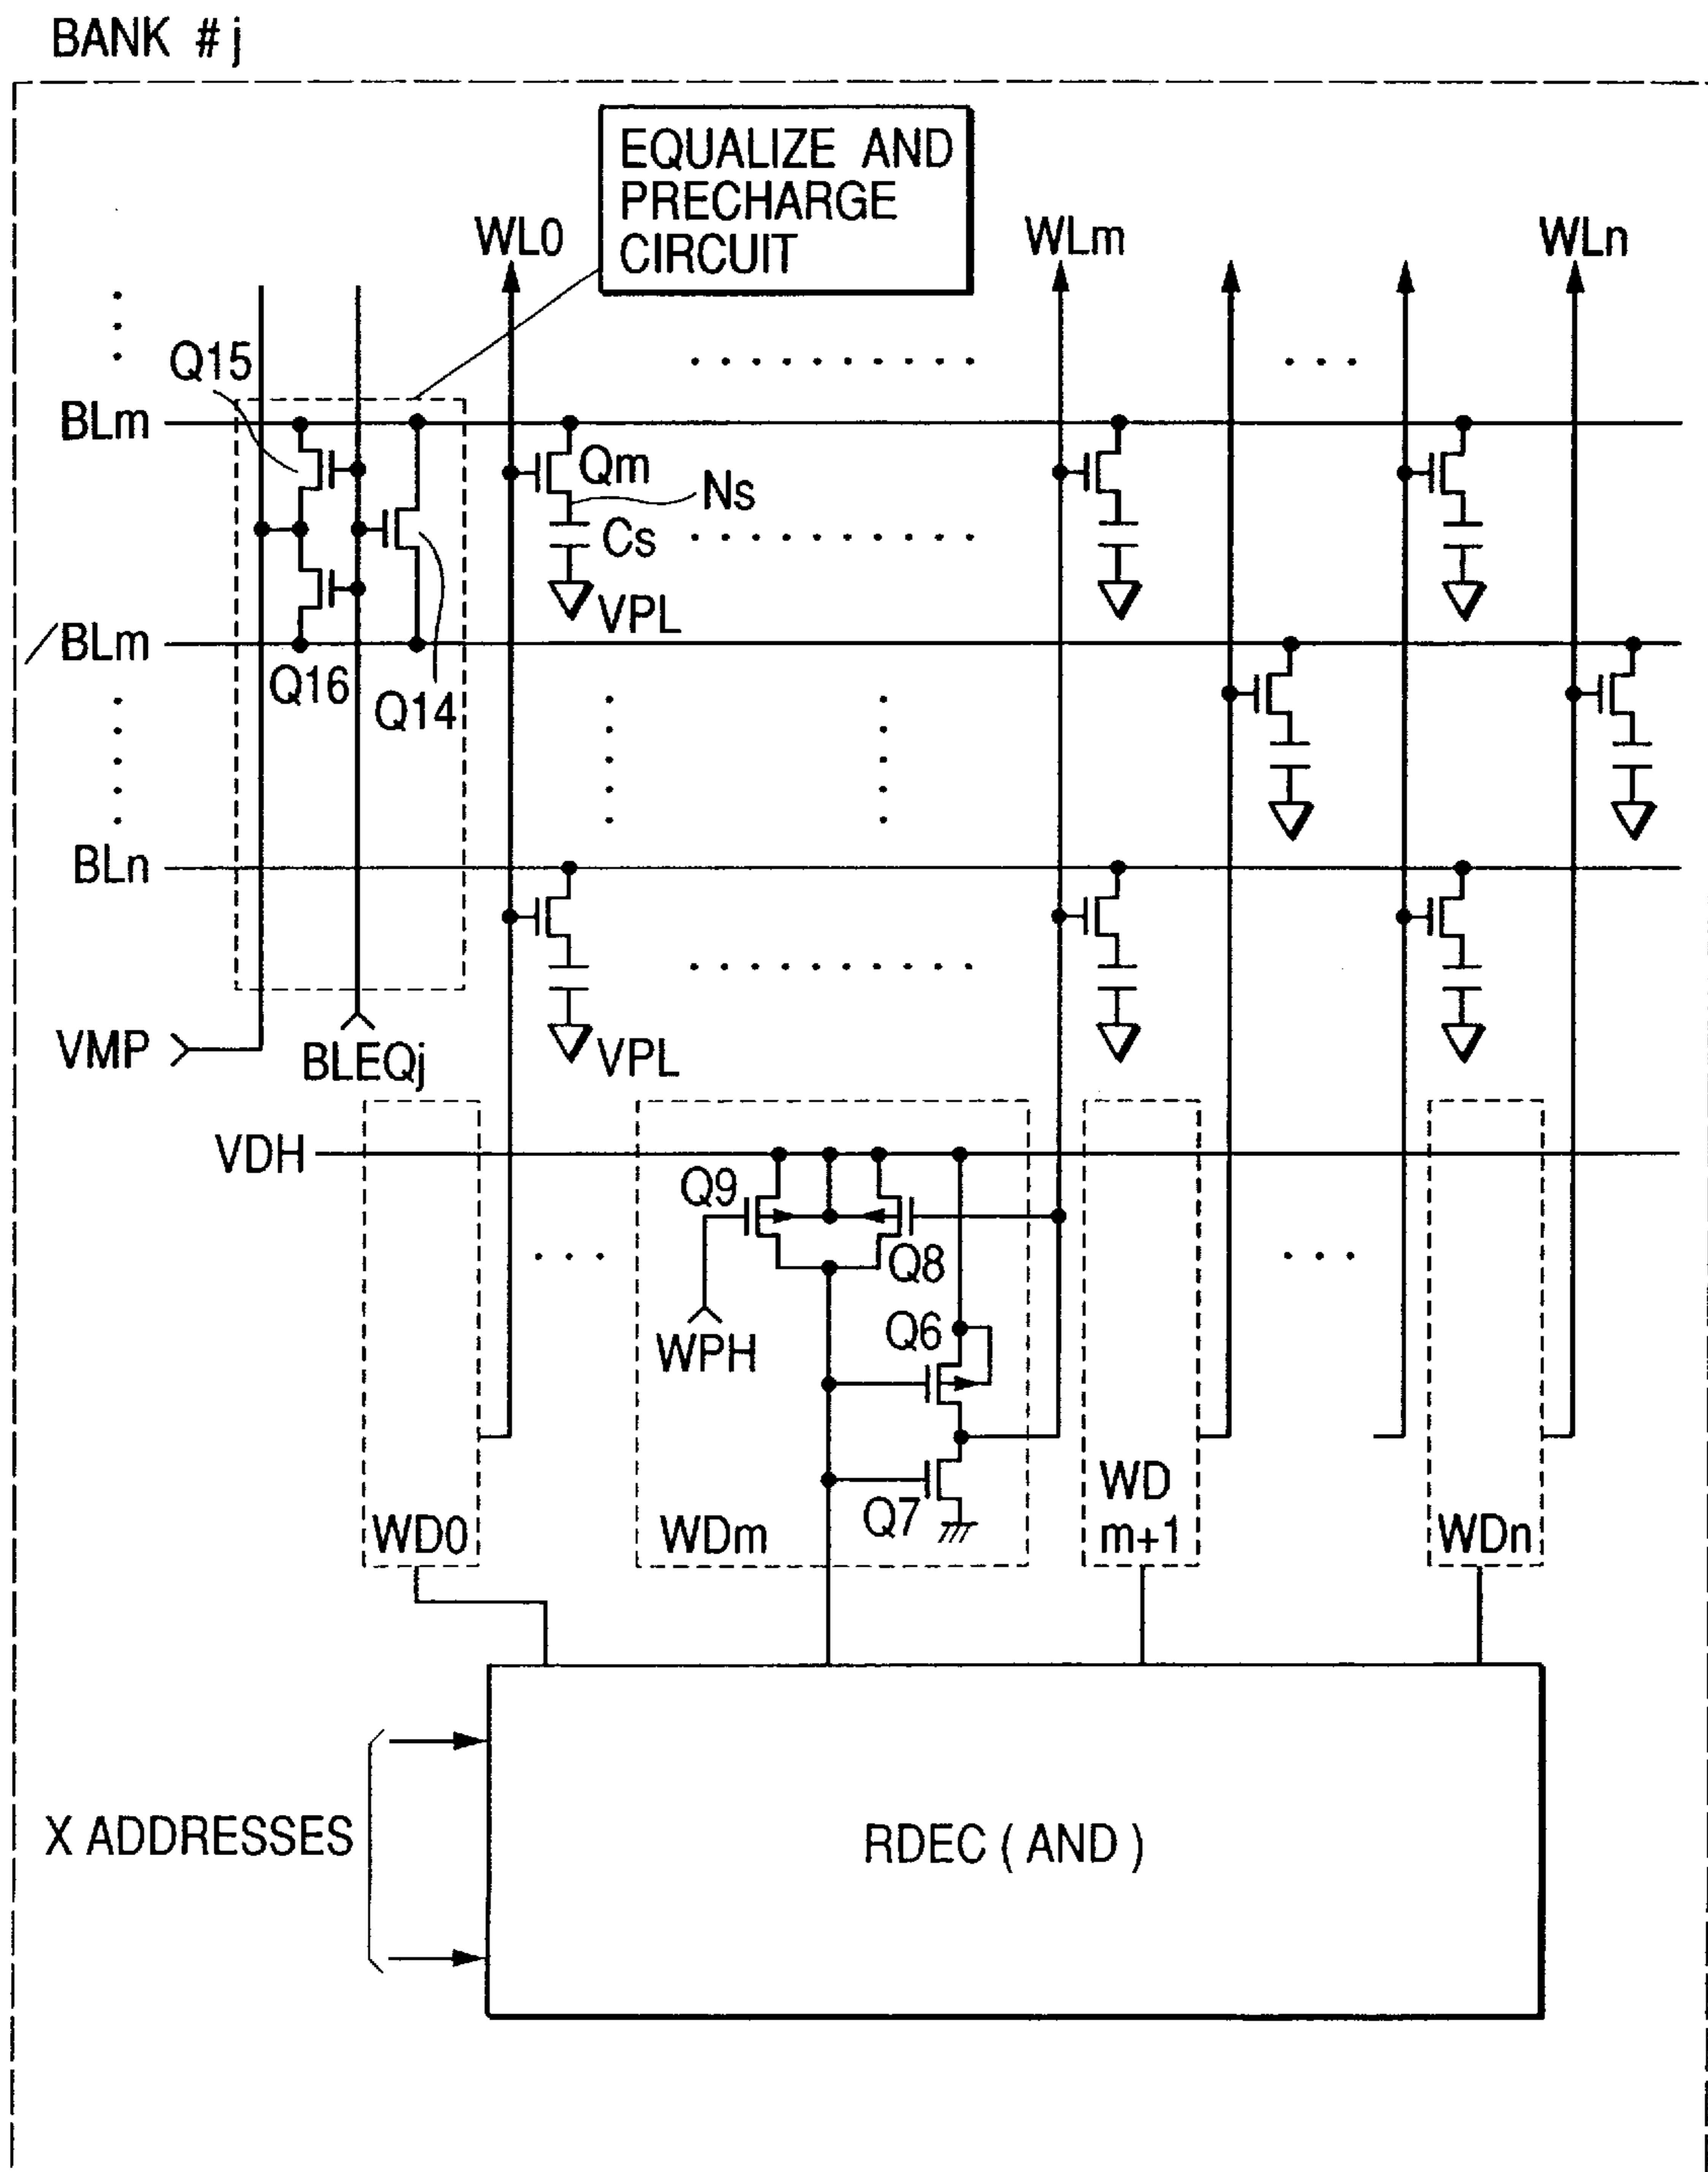 BANK #j
EQUALIZE AND
PRECHARGE
CIRCUIT
WL0
WLm
WLn
Q15
BLm
Qm
Ns
Cs
VPL
/BLm
Q16
Q14
BLn
VMP
BLEQj
VPL
VDH
Q9
Q8
WPH
Q6
Q7
WD0
WDm
WD
m+1
WDn
X ADDRESSES
RDEC (AND)